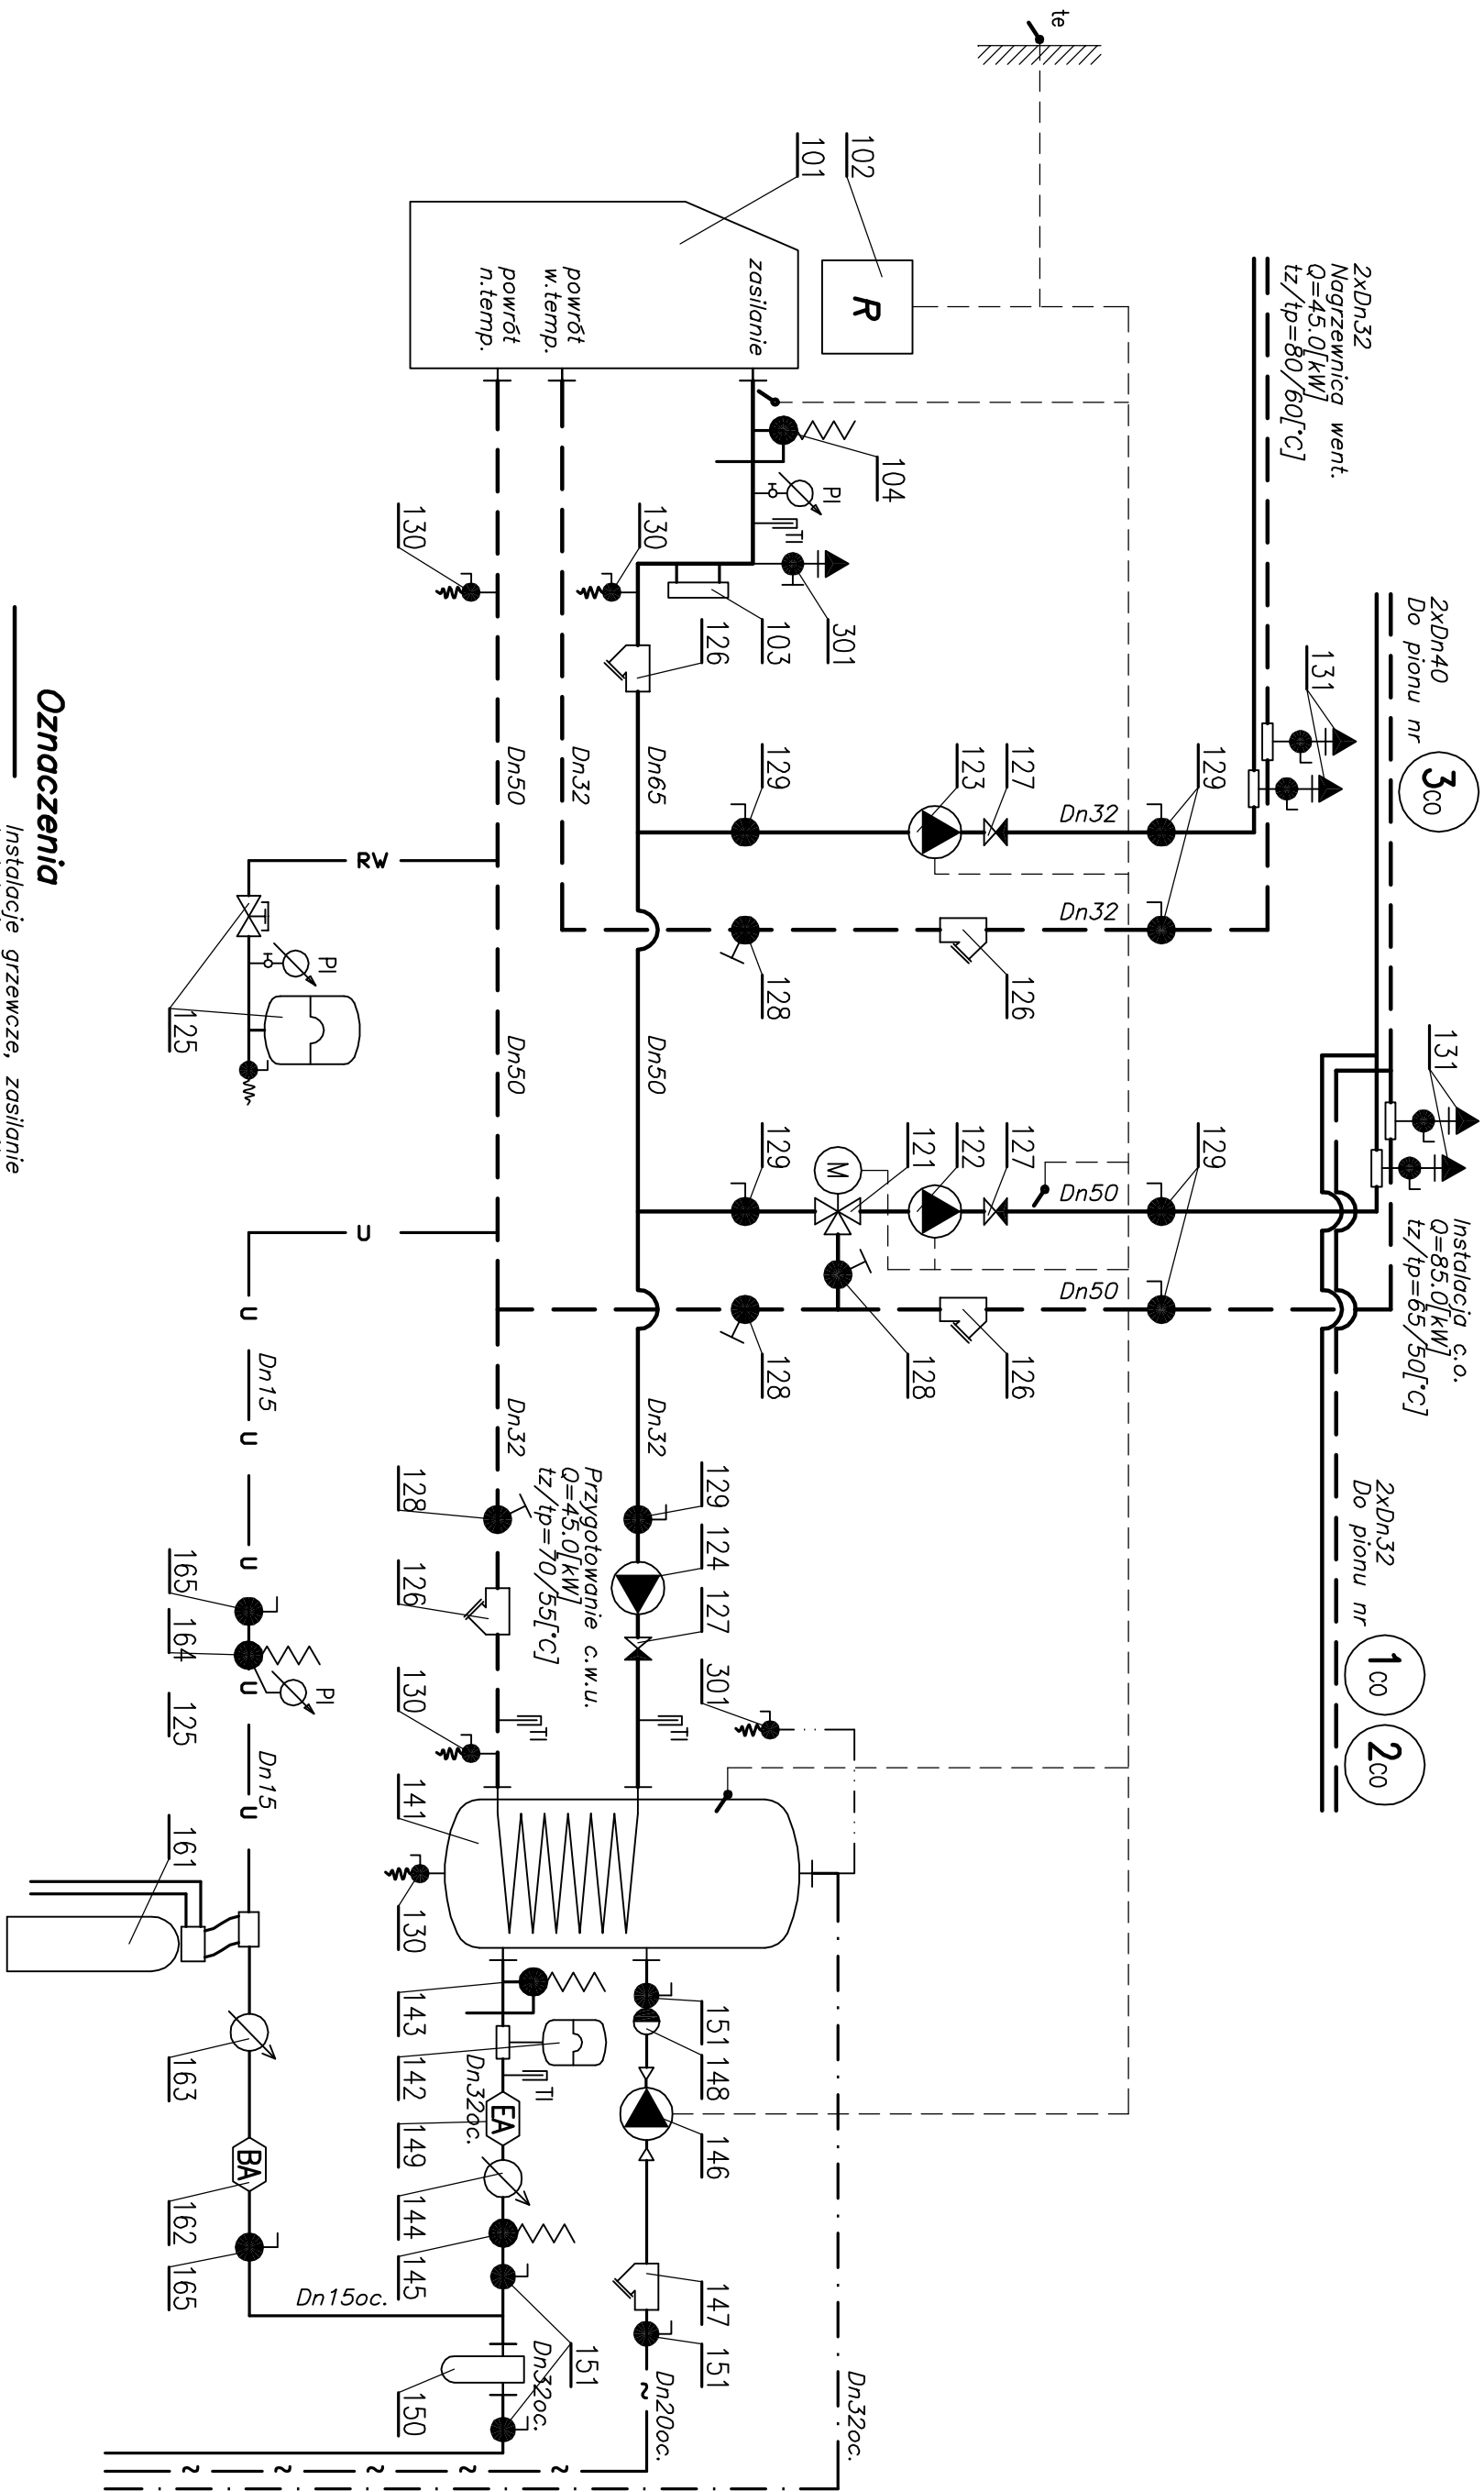 te
102
101
R
zasilanie
powrót
w.temp.
powrót
n.temp.
2xDn32
Nagrzewnica went.
Q=45.0[kW]
tz/tp=80/60[°C]
104
PI
TI
130
130
301
103
126
2xDn40
Do pionu nr
3co
131
Dn65
Dn32
Dn50
129
123
127
Dn32
129
Dn32
128
126
RW
PI
125
Dn50
Dn50
131
Instalacja c.o.
Q=85.0[kW]
tz/tp=65/50[°C]
129
M
121
122
127
Dn50
129
Dn50
128
128
126
2xDn32
Do pionu nr
1co
2co
U
U
Dn15
U
U
Dn32
Dn32
Przygotowanie c.w.u.
Q=45.0[kW]
tz/tp=70/55[°C]
128
126
129
124
127
301
130
TI
TI
165
164
PI
125
U
Dn15
U
161
141
130
143
142
TI
Dn32oc.
EA
149
144
145
151
148
146
147
151
163
BA
162
165
Dn15oc.
Dn32oc.
151
150
Dn20oc.
Dn32oc.
Oznaczenia
Instalacje grzewcze, zasilanie